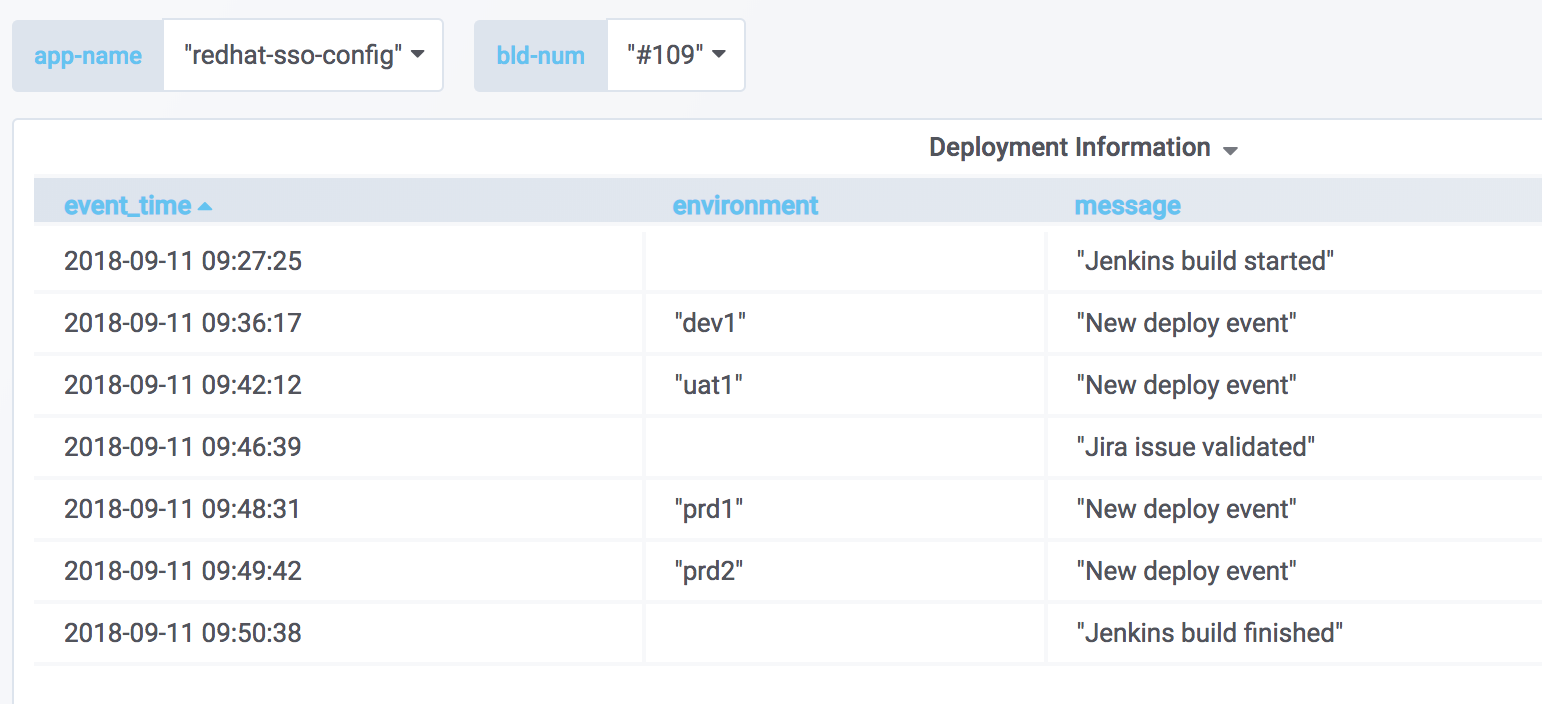 app-name "redhat-sso-config" bld-num "#109"
Deployment Information
event_time environment message
2018-09-11 09:27:25 "Jenkins build started"
2018-09-11 09:36:17 "dev1" "New deploy event"
2018-09-11 09:42:12 "uat1" "New deploy event"
2018-09-11 09:46:39 "Jira issue validated"
2018-09-11 09:48:31 "prd1" "New deploy event"
2018-09-11 09:49:42 "prd2" "New deploy event"
2018-09-11 09:50:38 "Jenkins build finished"